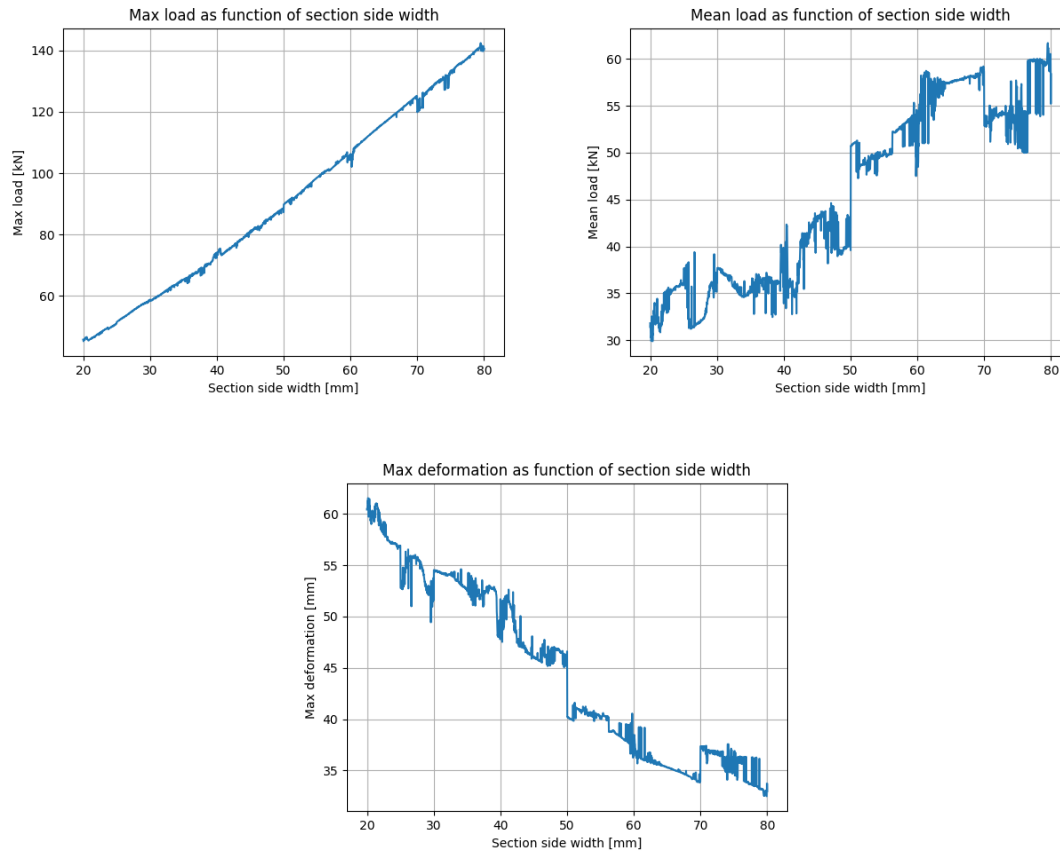 Max load as function of section side width
140
120
100
80
60
Max load [kN]
20 30 40 50 60 70 80
Section side width [mm]
Mean load as function of section side width
60
55
50
45
40
35
30
Mean load [kN]
20 30 40 50 60 70 80
Section side width [mm]
Max deformation as function of section side width
60
55
50
45
40
35
Max deformation [mm]
20 30 40 50 60 70 80
Section side width [mm]